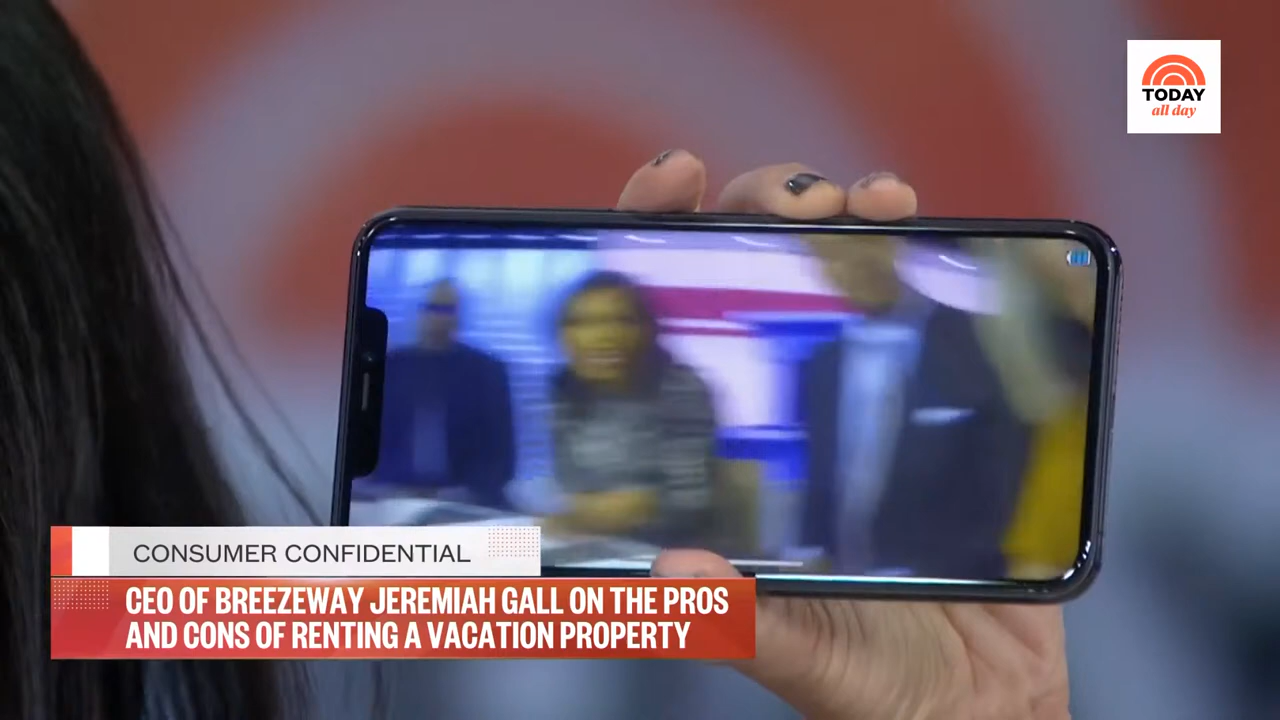 TODAY
all day
CONSUMER CONFIDENTIAL
CEO OF BREEZEWAY JEREMIAH GALL ON THE PROS
AND CONS OF RENTING A VACATION PROPERTY